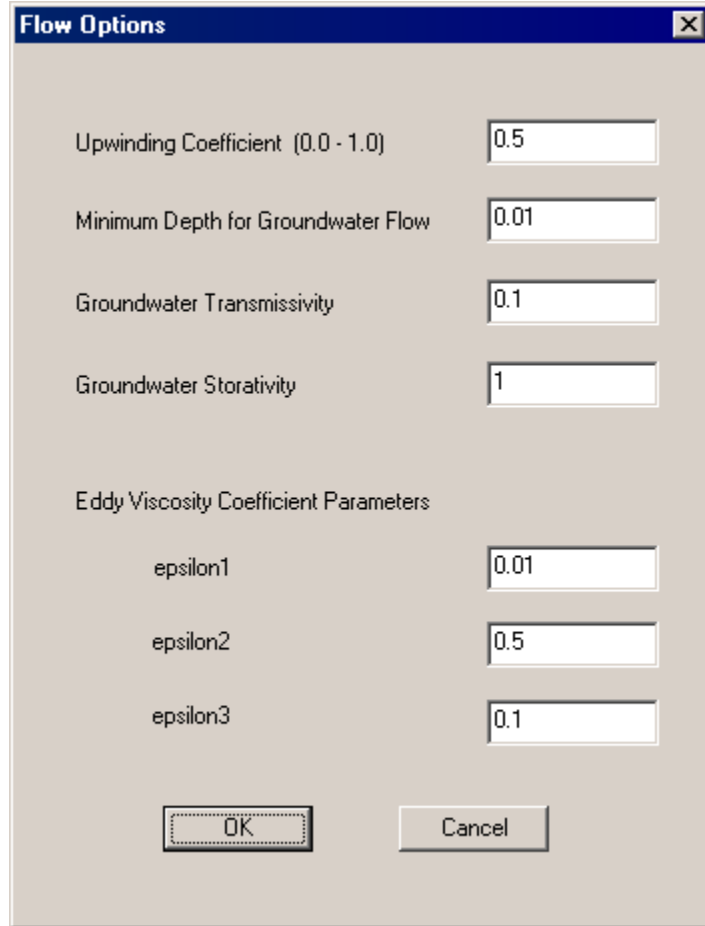 Flow Options
Upwinding Coefficient (0.0 - 1.0) 0.5
Minimum Depth for Groundwater Flow 0.01
Groundwater Transmissivity 0.1
Groundwater Storativity 1
Eddy Viscosity Coefficient Parameters
epsilon1 0.01
epsilon2 0.5
epsilon3 0.1
OK Cancel